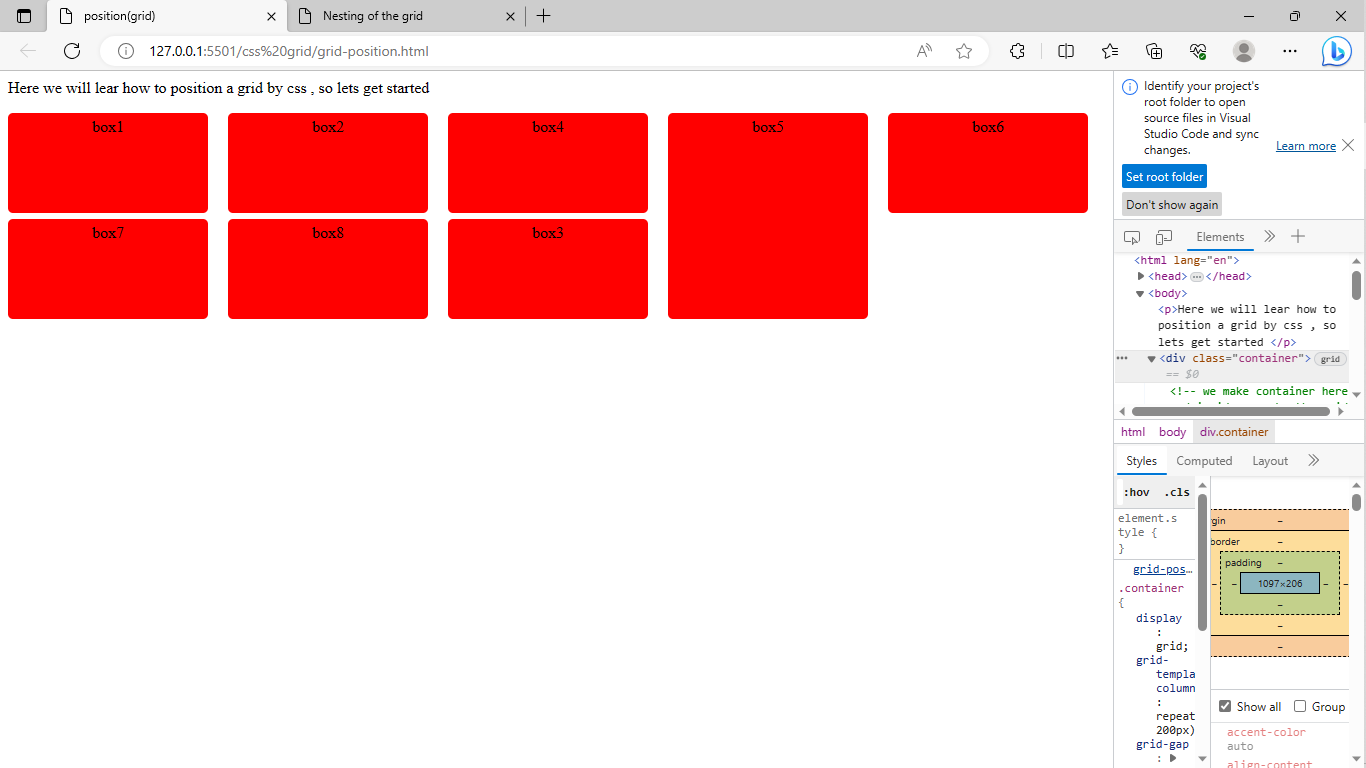 position(grid)
Nesting of the grid
127.0.0.1:5501/css%20grid/grid-position.html
Here we will lear how to position a grid by css , so lets get started
box1 box2 box4 box5 box6
box7 box8 box3
Identify your project's
root folder to open
source files in Visual
Studio Code and sync
changes.
Learn more
Set root folder
Don't show again
Elements
<html lang="en">
<head> </head>
<body>
<p>Here we will lear how to
position a grid by css , so
lets get started </p>
<div class="container"> grid
== $0
<!-- we make container here
html body div.container
Styles Computed Layout
:hov .cls
element.s
tyle {
}
grid-pos…
.container
{
display
:
grid;
grid-
templa
column
:
repeat
200px)
grid-gap
:
gin –
border –
padding –
– – 1097×206 – –
–
–
–
Show all Group
accent-color
auto
align-content